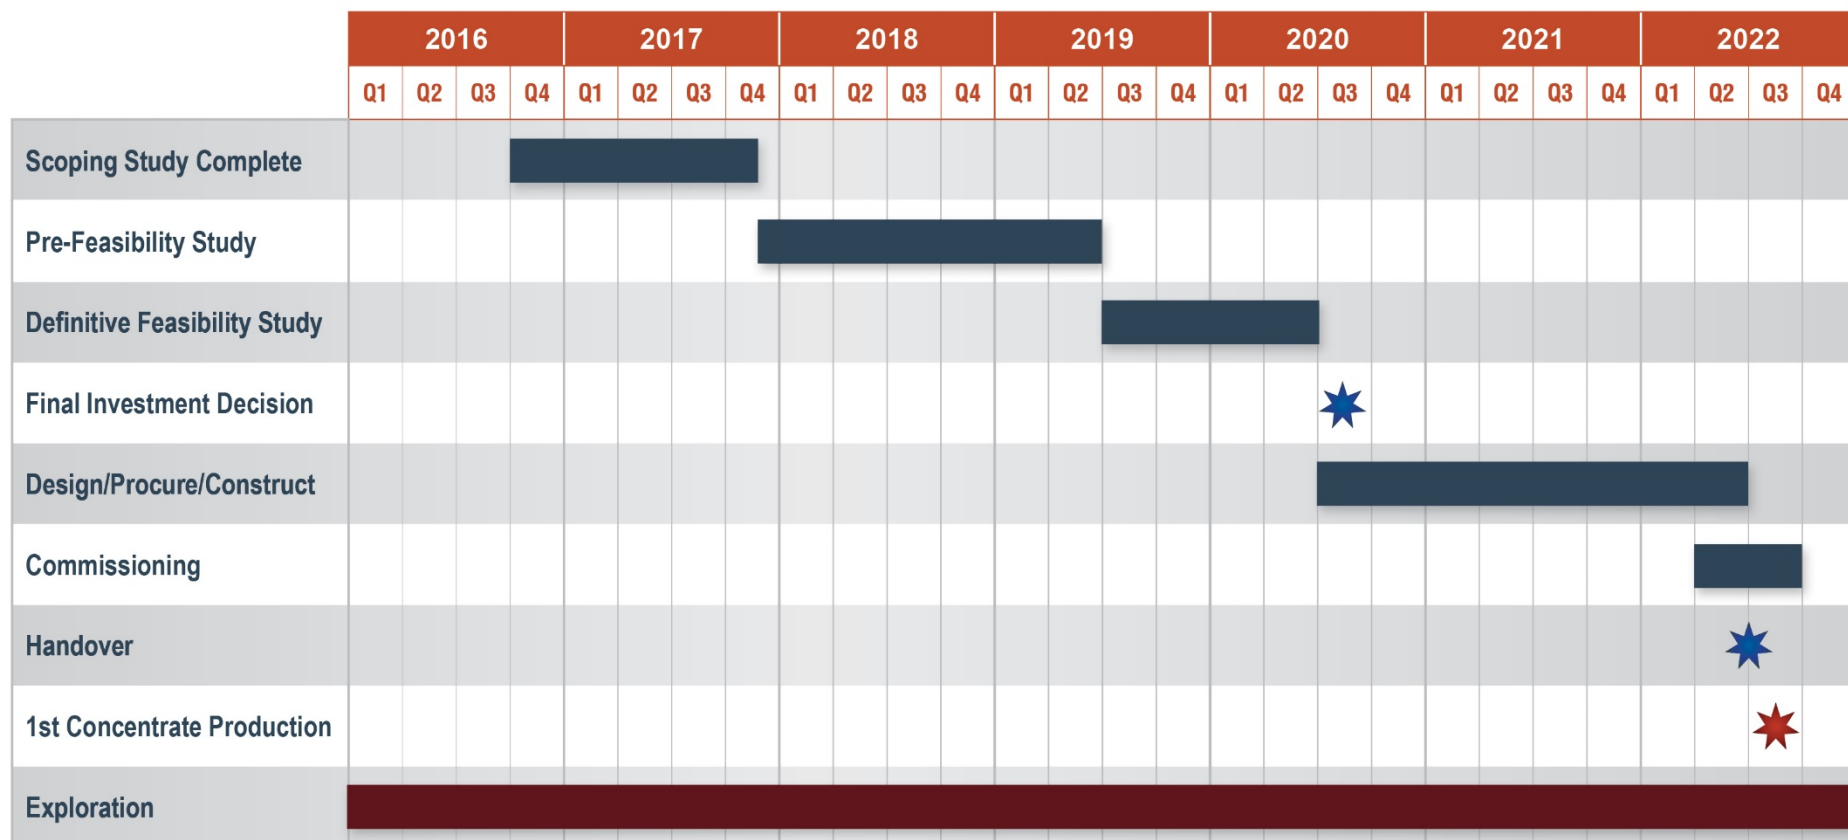 2016 2017 2018 2019 2020 2021 2022
Q1 Q2 Q3 Q4 Q1 Q2 Q3 Q4 Q1 Q2 Q3 Q4 Q1 Q2 Q3 Q4 Q1 Q2 Q3 Q4 Q1 Q2 Q3 Q4 Q1 Q2 Q3 Q4
Scoping Study Complete
Pre-Feasibility Study
Definitive Feasibility Study
Final Investment Decision
Design/Procure/Construct
Commissioning
Handover
1st Concentrate Production
Exploration